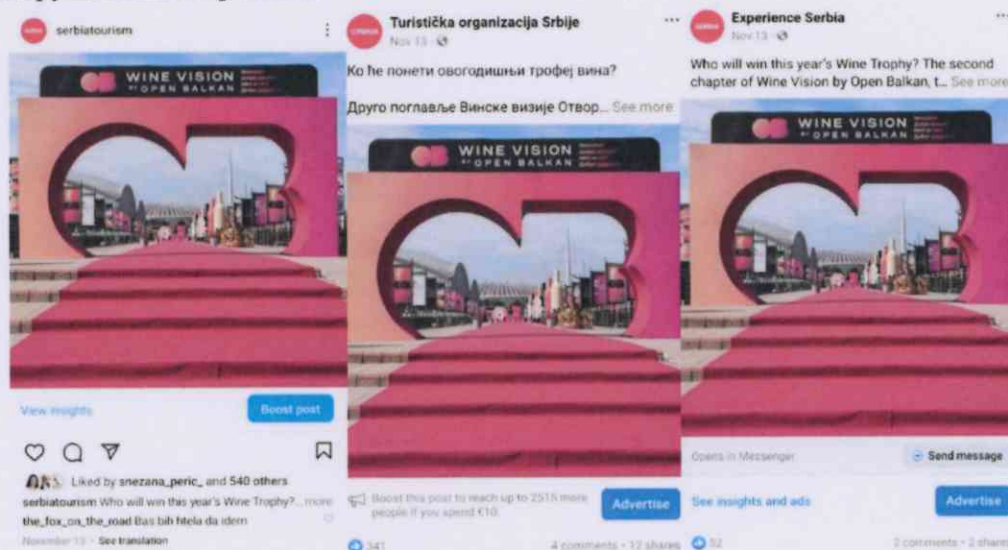 serbiatourism
WINE VISION
BY OPEN BALKAN
View insights
Boost post
Liked by snezana_peric_ and 540 others
serbiatourism Who will win this year's Wine Trophy?... more
the_fox_on_the_road Bas bih htela da idem
November 13 · See translation
Turistička organizacija Srbije
Nov 13 ·
Ко ће понети овогодишњи трофеј вина?
Друго поглавље Винске визије Отвор... See more
WINE VISION
BY OPEN BALKAN
Boost this post to reach up to 2515 more
people if you spend €10.
Advertise
341
4 comments · 12 shares
Experience Serbia
Nov 13 ·
Who will win this year's Wine Trophy? The second
chapter of Wine Vision by Open Balkan, t... See more
WINE VISION
BY OPEN BALKAN
Opens in Messenger
Send message
See insights and ads
Advertise
52
2 comments · 2 shares